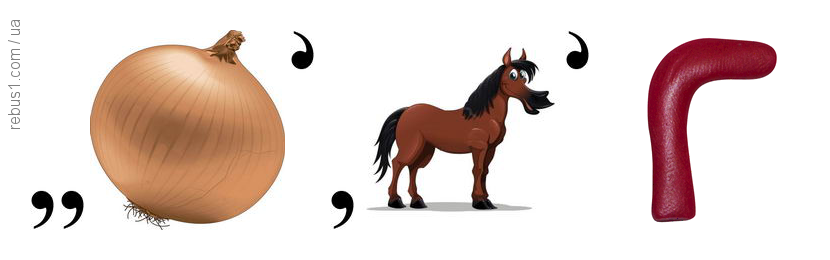 rebus1.com/ua
,,
,
,
,
г